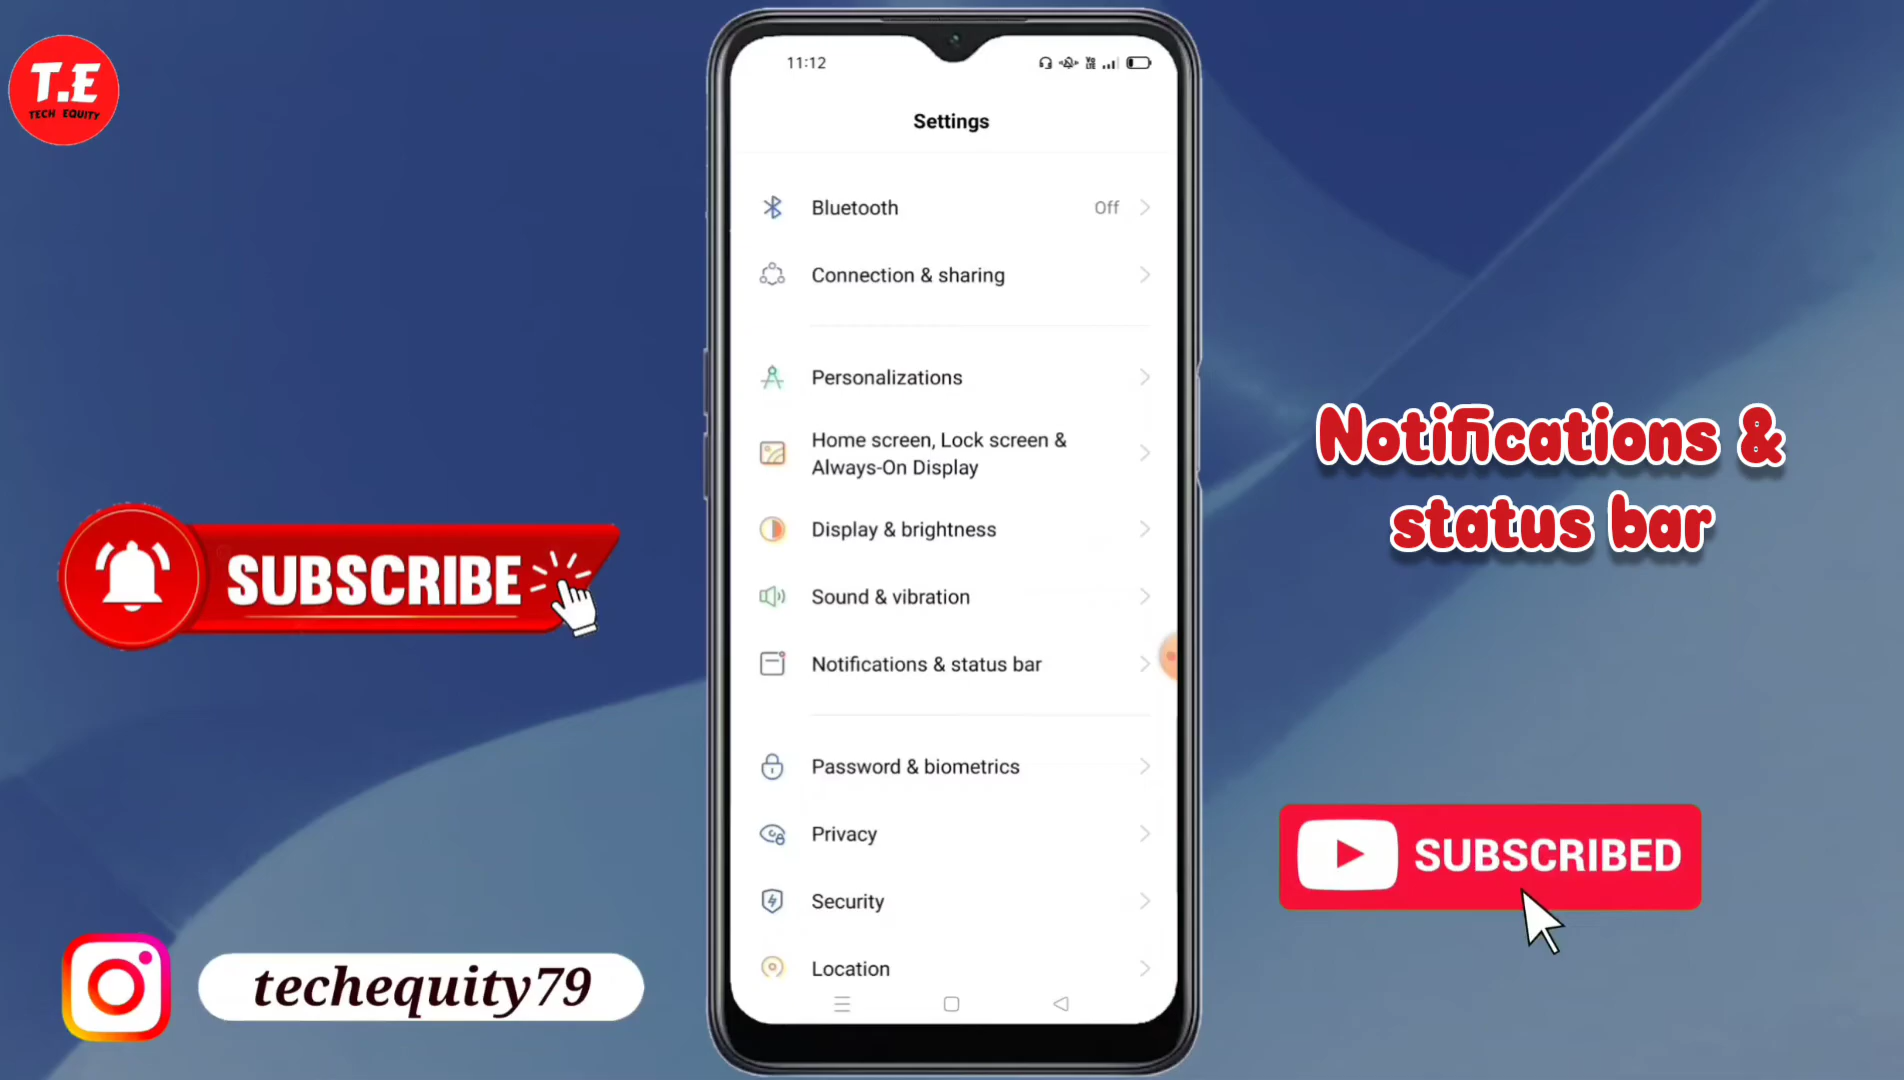 T.E
TECH EQUITY
11:12
Settings
Bluetooth
Off
Connection & sharing
Personalizations
Home screen, Lock screen &
Always-On Display
Display & brightness
Sound & vibration
Notifications & status bar
Password & biometrics
Privacy
Security
Location
SUBSCRIBE
techequity79
Notifications &
status bar
SUBSCRIBED